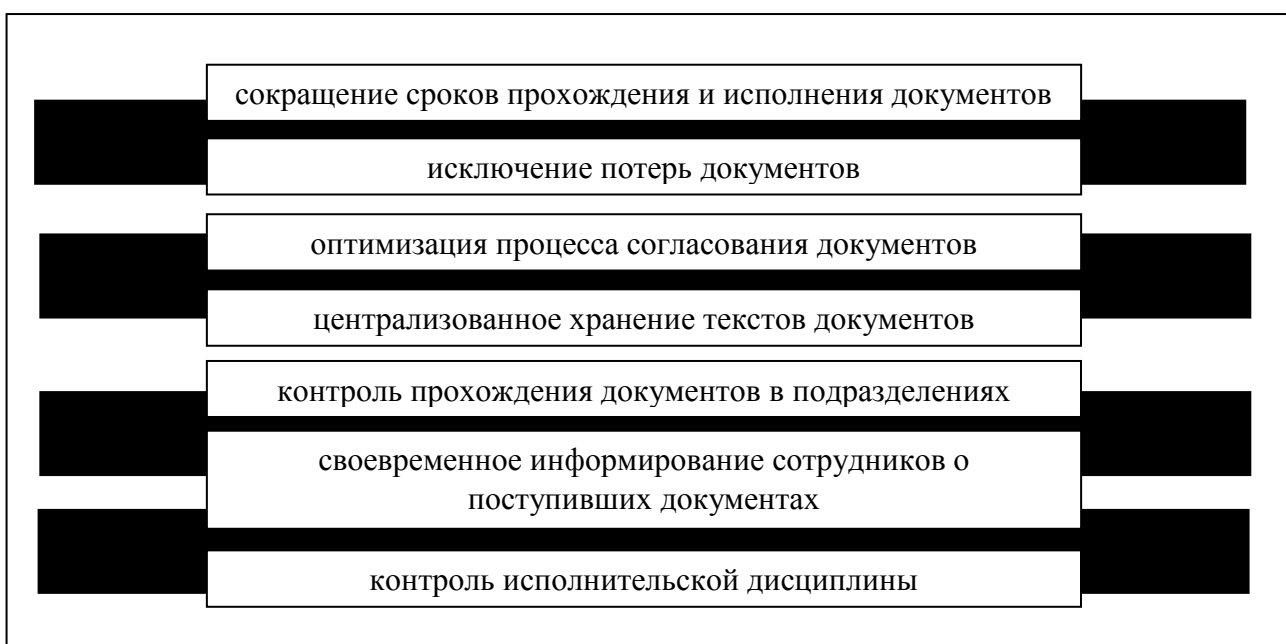 сокращение сроков прохождения и исполнения документов
исключение потерь документов
оптимизация процесса согласования документов
централизованное хранение текстов документов
контроль прохождения документов в подразделениях
своевременное информирование сотрудников о
поступивших документах
контроль исполнительской дисциплины